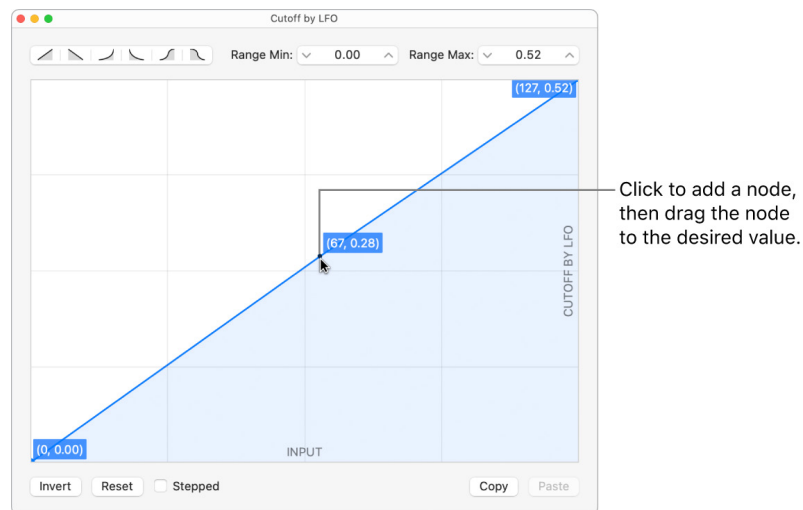 Cutoff by LFO
Range Min: 0.00 Range Max: 0.52
(127, 0.52)
Click to add a node,
then drag the node
to the desired value.
(67, 0.28)
CUTOFF BY LFO
(0, 0.00)
INPUT
Invert Reset Stepped Copy Paste